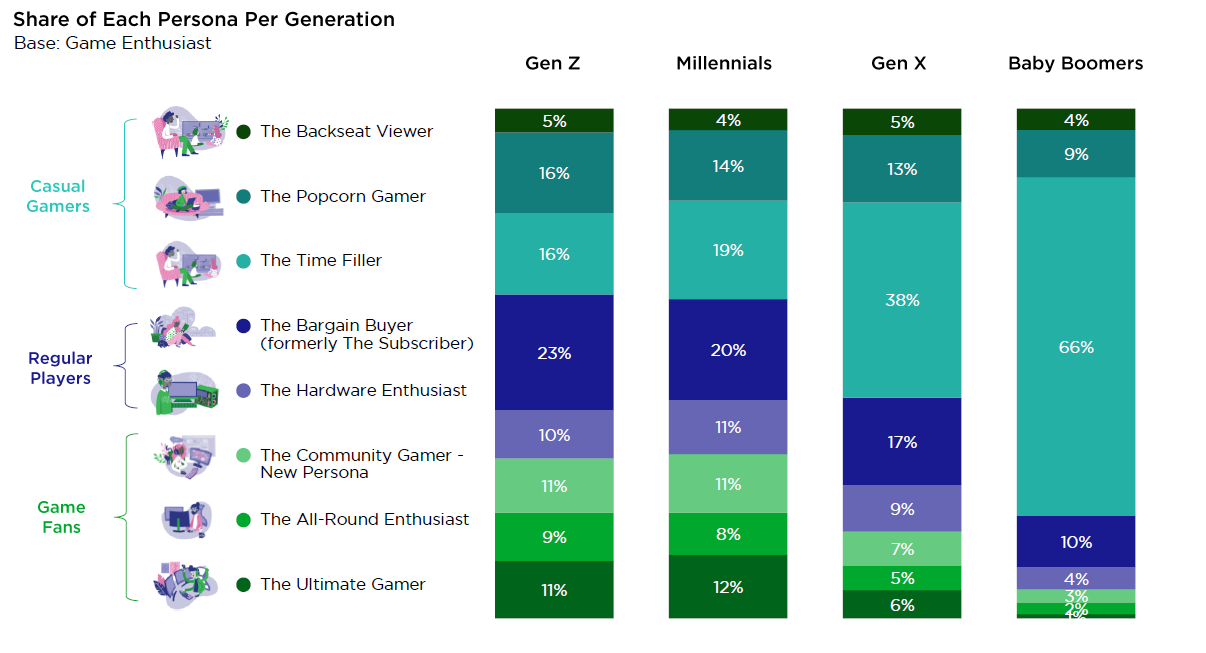 Share of Each Persona Per Generation
Base: Game Enthusiast
Gen Z
Millennials
Gen X
Baby Boomers
Casual
Gamers
The Backseat Viewer
The Popcorn Gamer
The Time Filler
Regular
Players
The Bargain Buyer
(formerly The Subscriber)
The Hardware Enthusiast
Game
Fans
The Community Gamer -
New Persona
The All-Round Enthusiast
The Ultimate Gamer
5%
16%
16%
23%
10%
11%
9%
11%
4%
14%
19%
20%
11%
11%
8%
12%
5%
13%
38%
17%
9%
7%
5%
6%
4%
9%
66%
10%
4%
3%
2%
1%